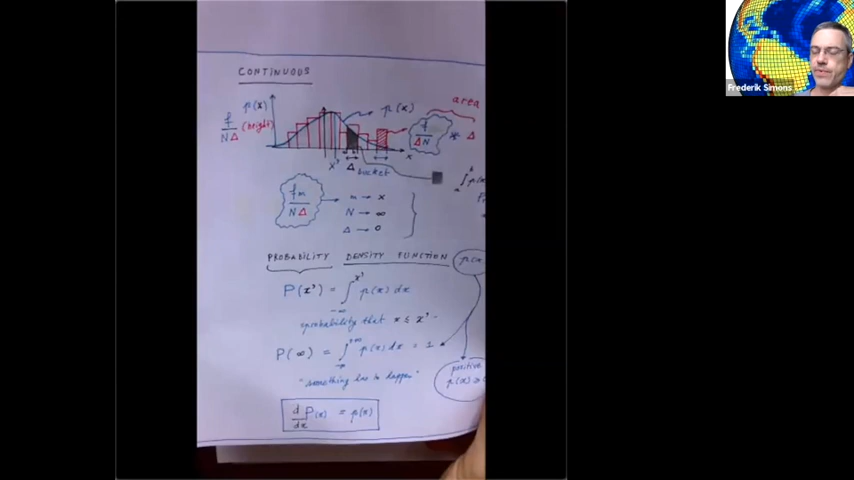 CONTINUOUS
p(x)
p(x)
area
f
NΔ
(height)
f
ΔN
* Δ
x
x'
Δ
bucket
∫
a
b
p(x
fm
NΔ
m → x
N → ∞
Δ → 0
PROBABILITY DENSITY FUNCTION
P(x') = ∫ -∞ x' p(x) dx
probability that x ≤ x'
P(∞) = ∫ +∞ p(x) dx = 1
"something has to happen"
positive
p(x) ≥ 0
d/dx P(x) = p(x)
Frederik Simons